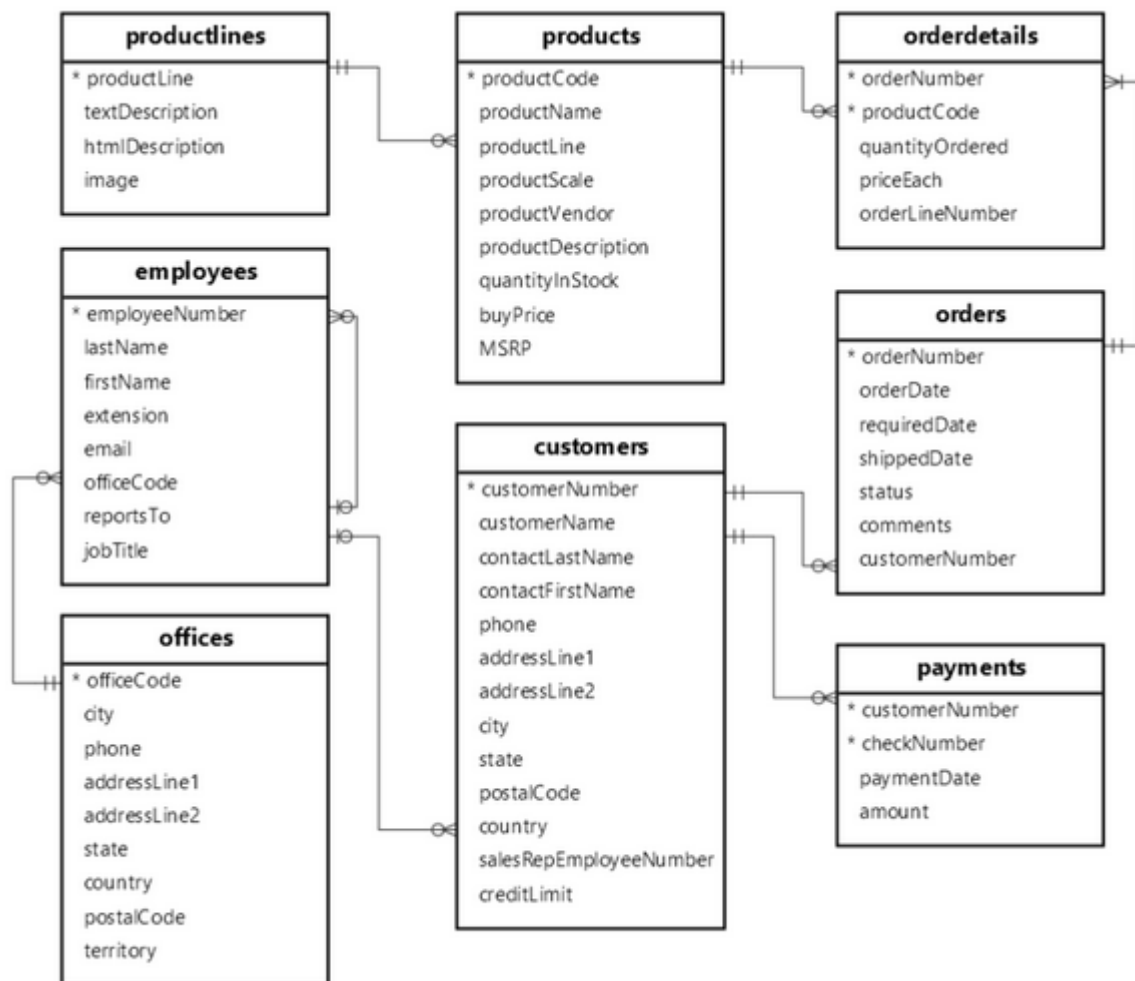 productlines
* productLine
textDescription
htmlDescription
image
products
* productCode
productName
productLine
productScale
productVendor
productDescription
quantityInStock
buyPrice
MSRP
orderdetails
* orderNumber
* productCode
quantityOrdered
priceEach
orderLineNumber
employees
* employeeNumber
lastName
firstName
extension
email
officeCode
reportsTo
jobTitle
orders
* orderNumber
orderDate
requiredDate
shippedDate
status
comments
customerNumber
customers
* customerNumber
customerName
contactLastName
contactFirstName
phone
addressLine1
addressLine2
city
state
postalCode
country
salesRepEmployeeNumber
creditLimit
offices
* officeCode
city
phone
addressLine1
addressLine2
state
country
postalCode
territory
payments
* customerNumber
* checkNumber
paymentDate
amount